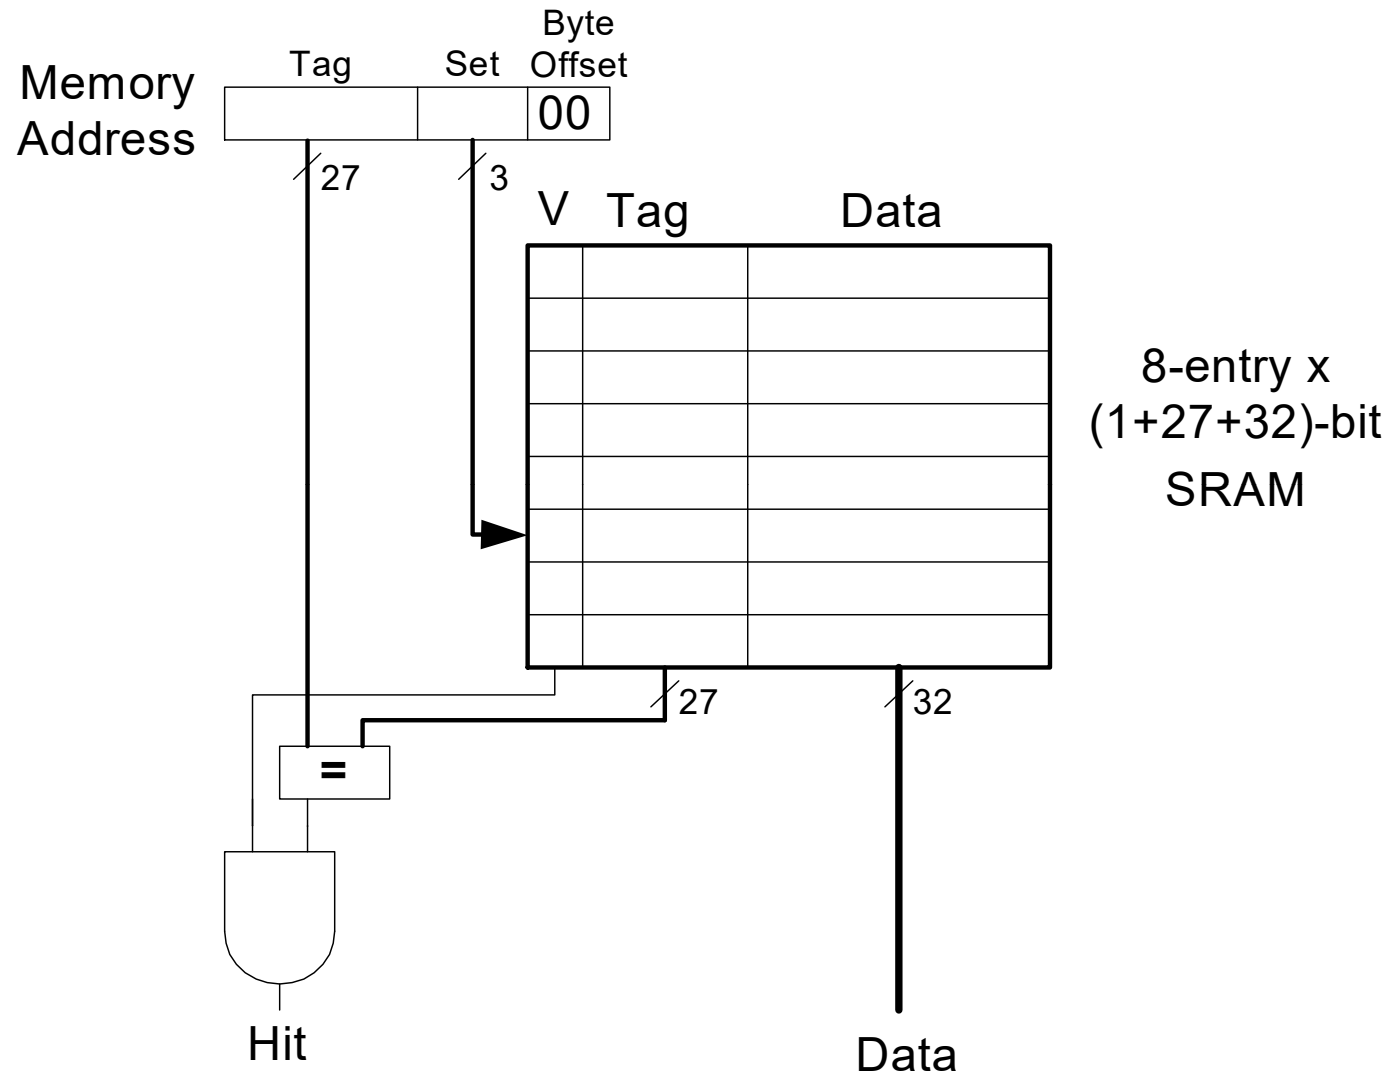 Byte
Tag Set Offset
Memory
Address
00
27 3
V Tag Data
8-entry x
(1+27+32)-bit
SRAM
27 32
=
Hit Data